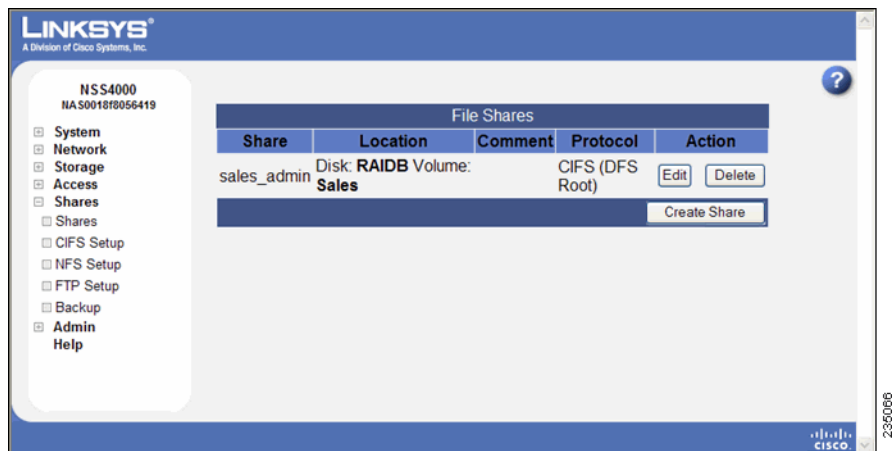 LINKSYS®
A Division of Cisco Systems, Inc.
NSS4000
NAS0018f8056419
System
Network
Storage
Access
Shares
Shares
CIFS Setup
NFS Setup
FTP Setup
Backup
Admin
Help
?
File Shares
Share Location Comment Protocol Action
sales_admin Disk: RAIDB Volume: CIFS (DFS Edit Delete
Sales Root)
Create Share
CISCO.
235066